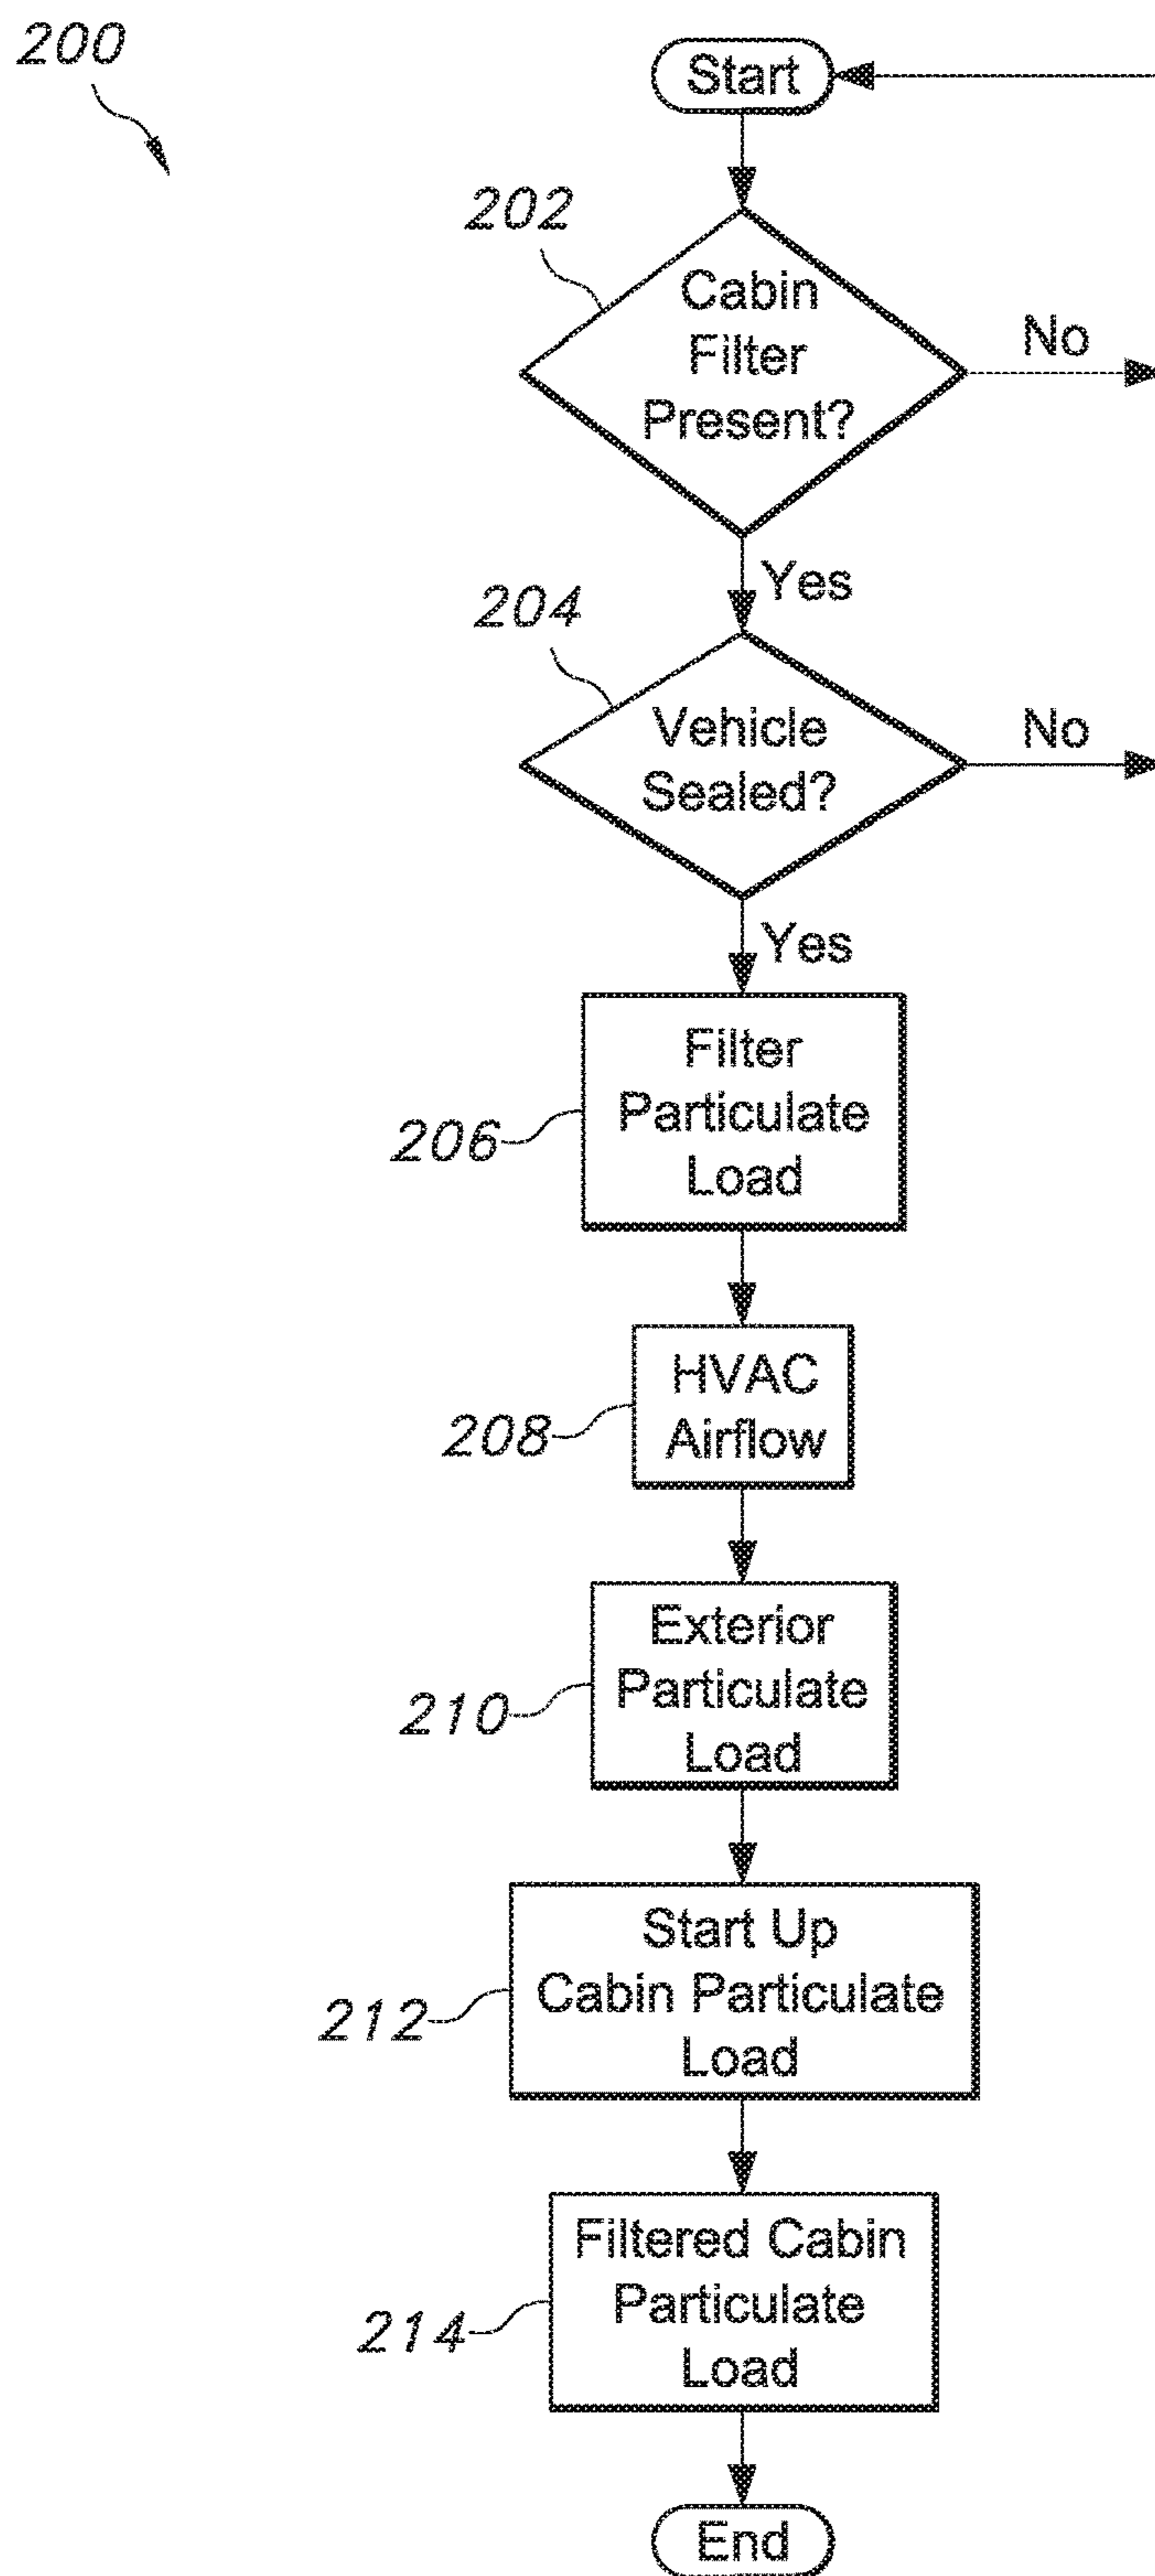 200
Start
202
Cabin
Filter
Present?
No
Yes
204
Vehicle
Sealed?
No
Yes
206
Filter
Particulate
Load
208
HVAC
Airflow
210
Exterior
Particulate
Load
212
Start Up
Cabin Particulate
Load
214
Filtered Cabin
Particulate
Load
End